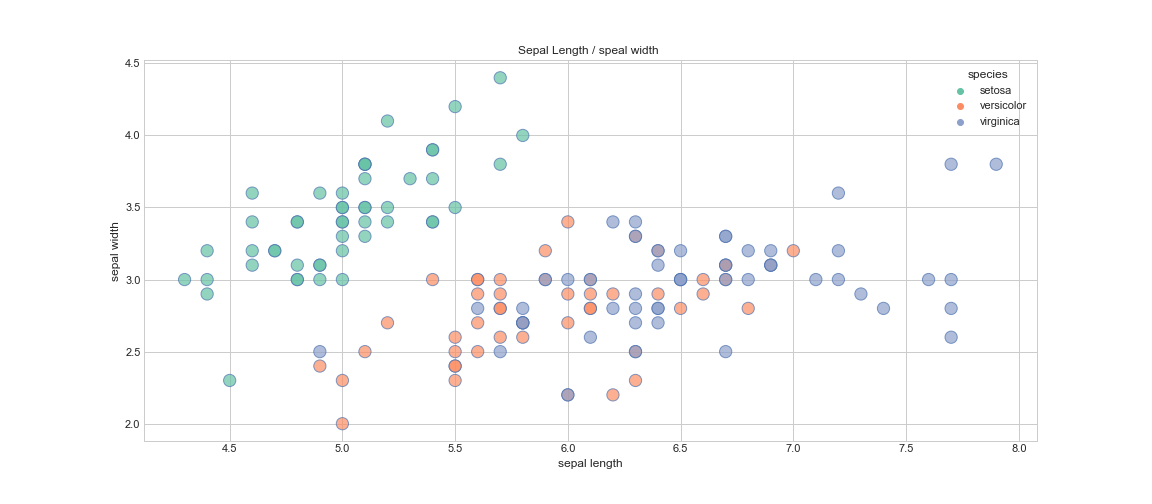 Sepal Length / speal width
species
setosa
versicolor
virginica
4.5
4.0
3.5
3.0
2.5
2.0
sepal width
4.5 5.0 5.5 6.0 6.5 7.0 7.5 8.0
sepal length